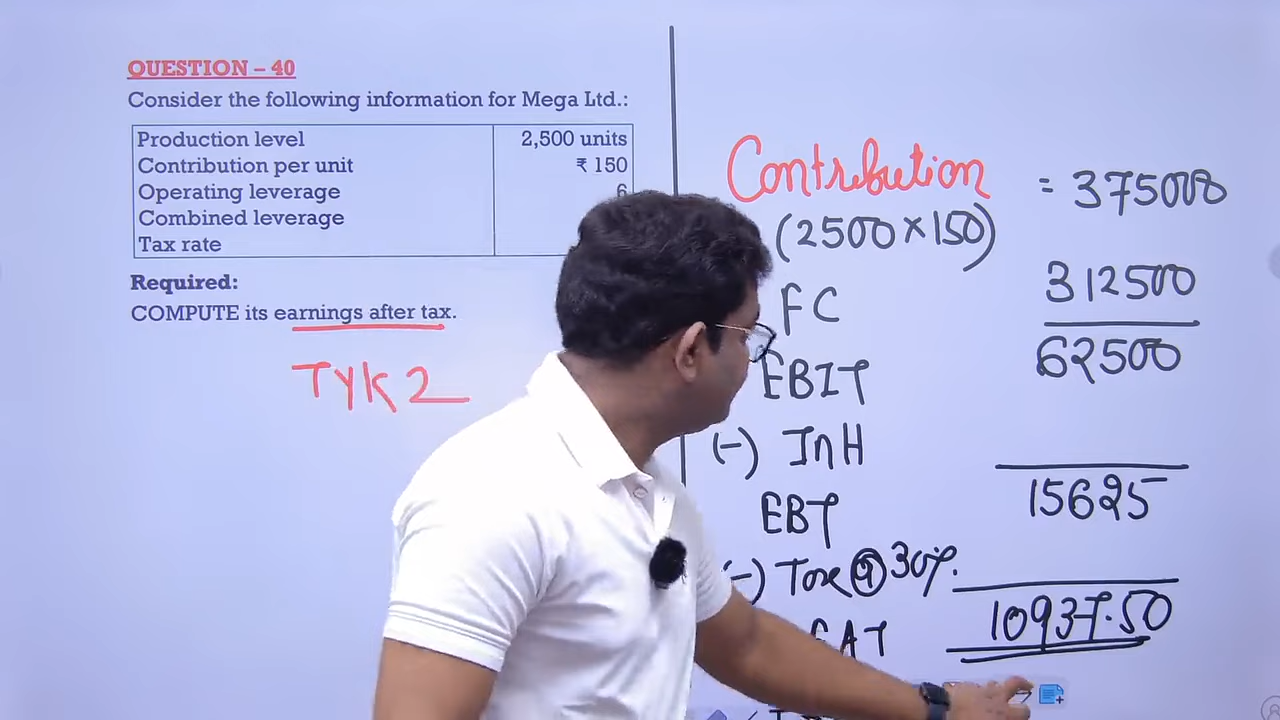 QUESTION – 40
Consider the following information for Mega Ltd.:
Production level 2,500 units
Contribution per unit ₹ 150
Operating leverage 6
Combined leverage
Tax rate
Required:
COMPUTE its earnings after tax.
TYK 2
Contribution = 375000
(2500 × 150)
FC 312500
EBIT 62500
(-) Int
EBT 15625
(-) Tax @ 30%.
EAT 10937.50